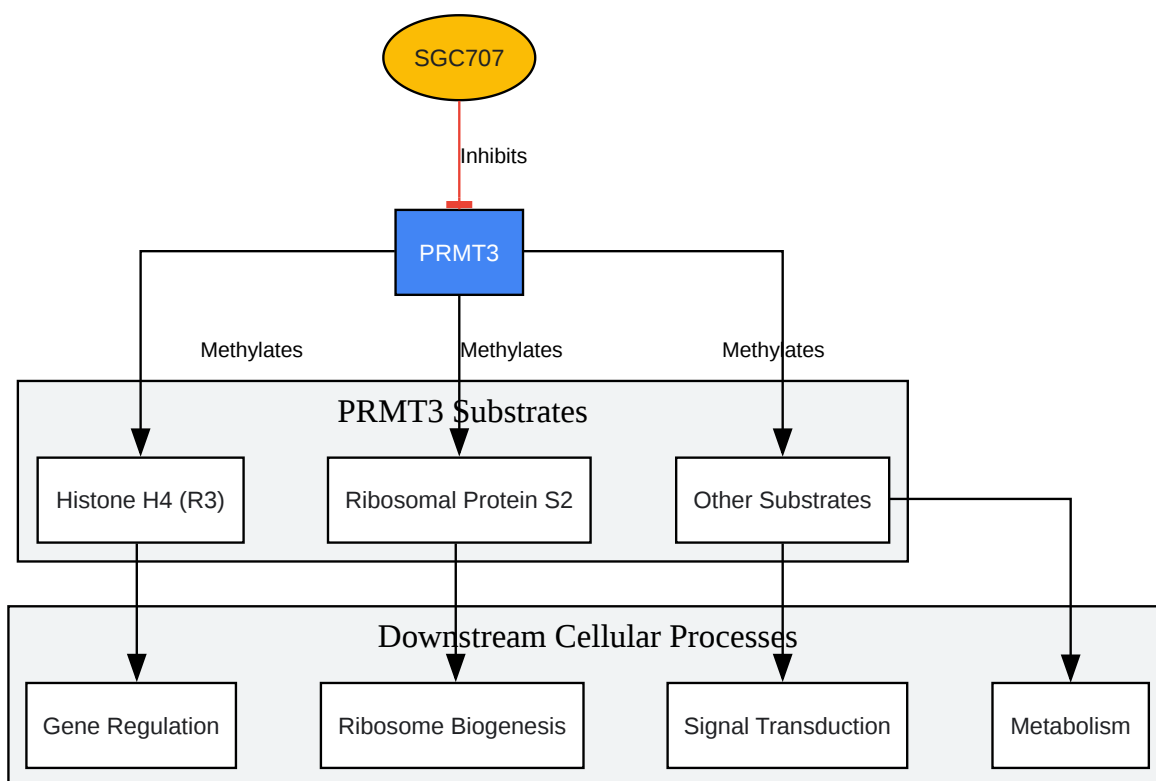 SGC707
Inhibits
PRMT3
Methylates
Methylates
Methylates
PRMT3 Substrates
Histone H4 (R3)
Ribosomal Protein S2
Other Substrates
Downstream Cellular Processes
Gene Regulation
Ribosome Biogenesis
Signal Transduction
Metabolism